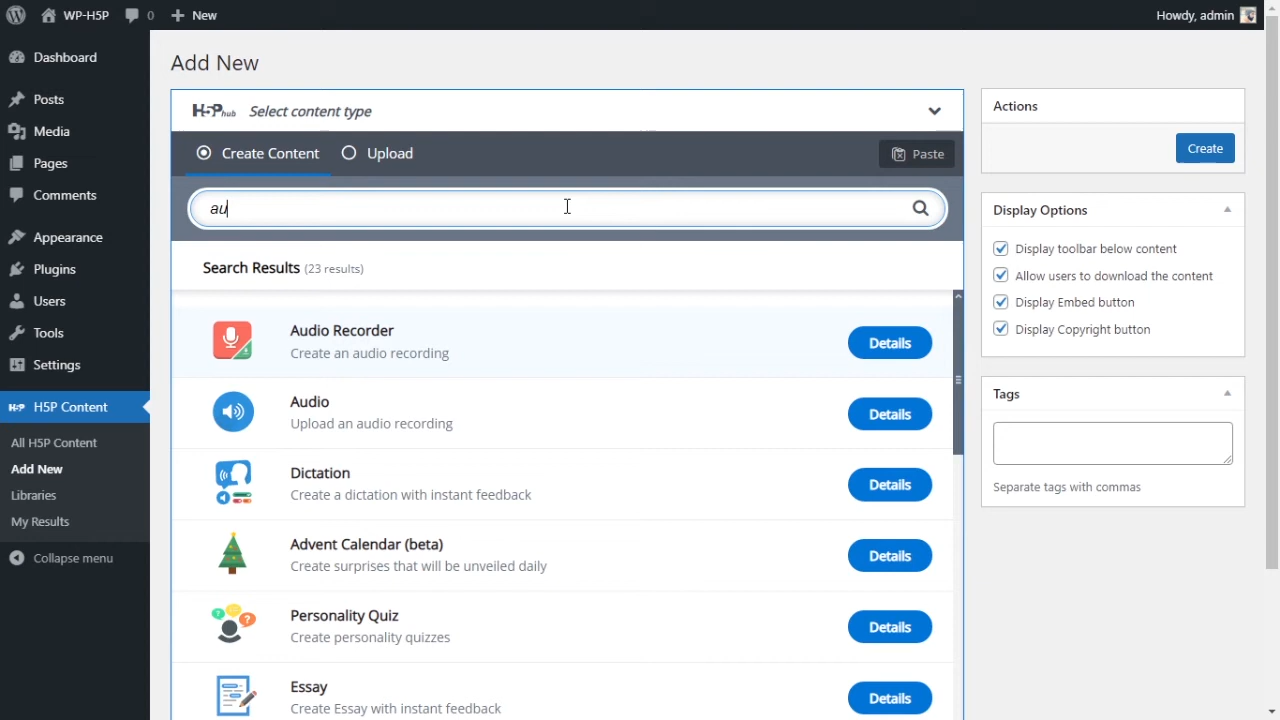 WP-H5P 0 New Howdy, admin
Dashboard
Posts
Media
Pages
Comments
Appearance
Plugins
Users
Tools
Settings
H5P Content
All H5P Content
Add New
Libraries
My Results
Collapse menu
Add New
H5P hub Select content type
Create Content Upload Paste
au
Search Results (23 results)
Audio Recorder
Create an audio recording
Details
Audio
Upload an audio recording
Details
Dictation
Create a dictation with instant feedback
Details
Advent Calendar (beta)
Create surprises that will be unveiled daily
Details
Personality Quiz
Create personality quizzes
Details
Essay
Create Essay with instant feedback
Details
Actions
Create
Display Options
Display toolbar below content
Allow users to download the content
Display Embed button
Display Copyright button
Tags
Separate tags with commas